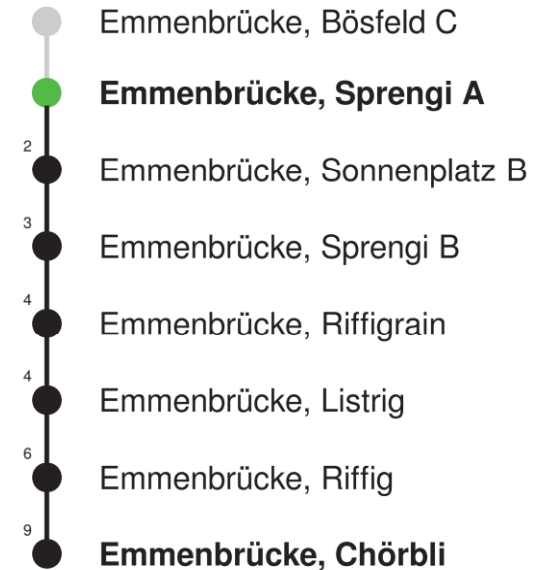 Emmenbrücke, Bösfeld C
Emmenbrücke, Sprengi A
2
Emmenbrücke, Sonnenplatz B
3
Emmenbrücke, Sprengi B
4
Emmenbrücke, Riffigrain
4
Emmenbrücke, Listrig
6
Emmenbrücke, Riffig
9
Emmenbrücke, Chörbli